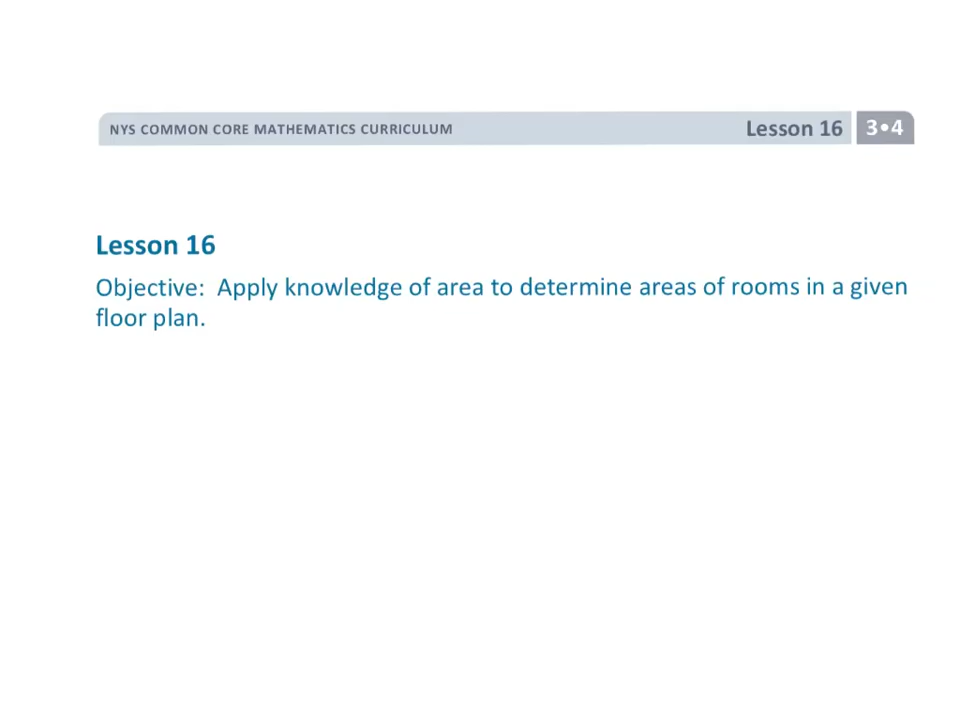 NYS COMMON CORE MATHEMATICS CURRICULUM Lesson 16 3•4
Lesson 16
Objective: Apply knowledge of area to determine areas of rooms in a given
floor plan.